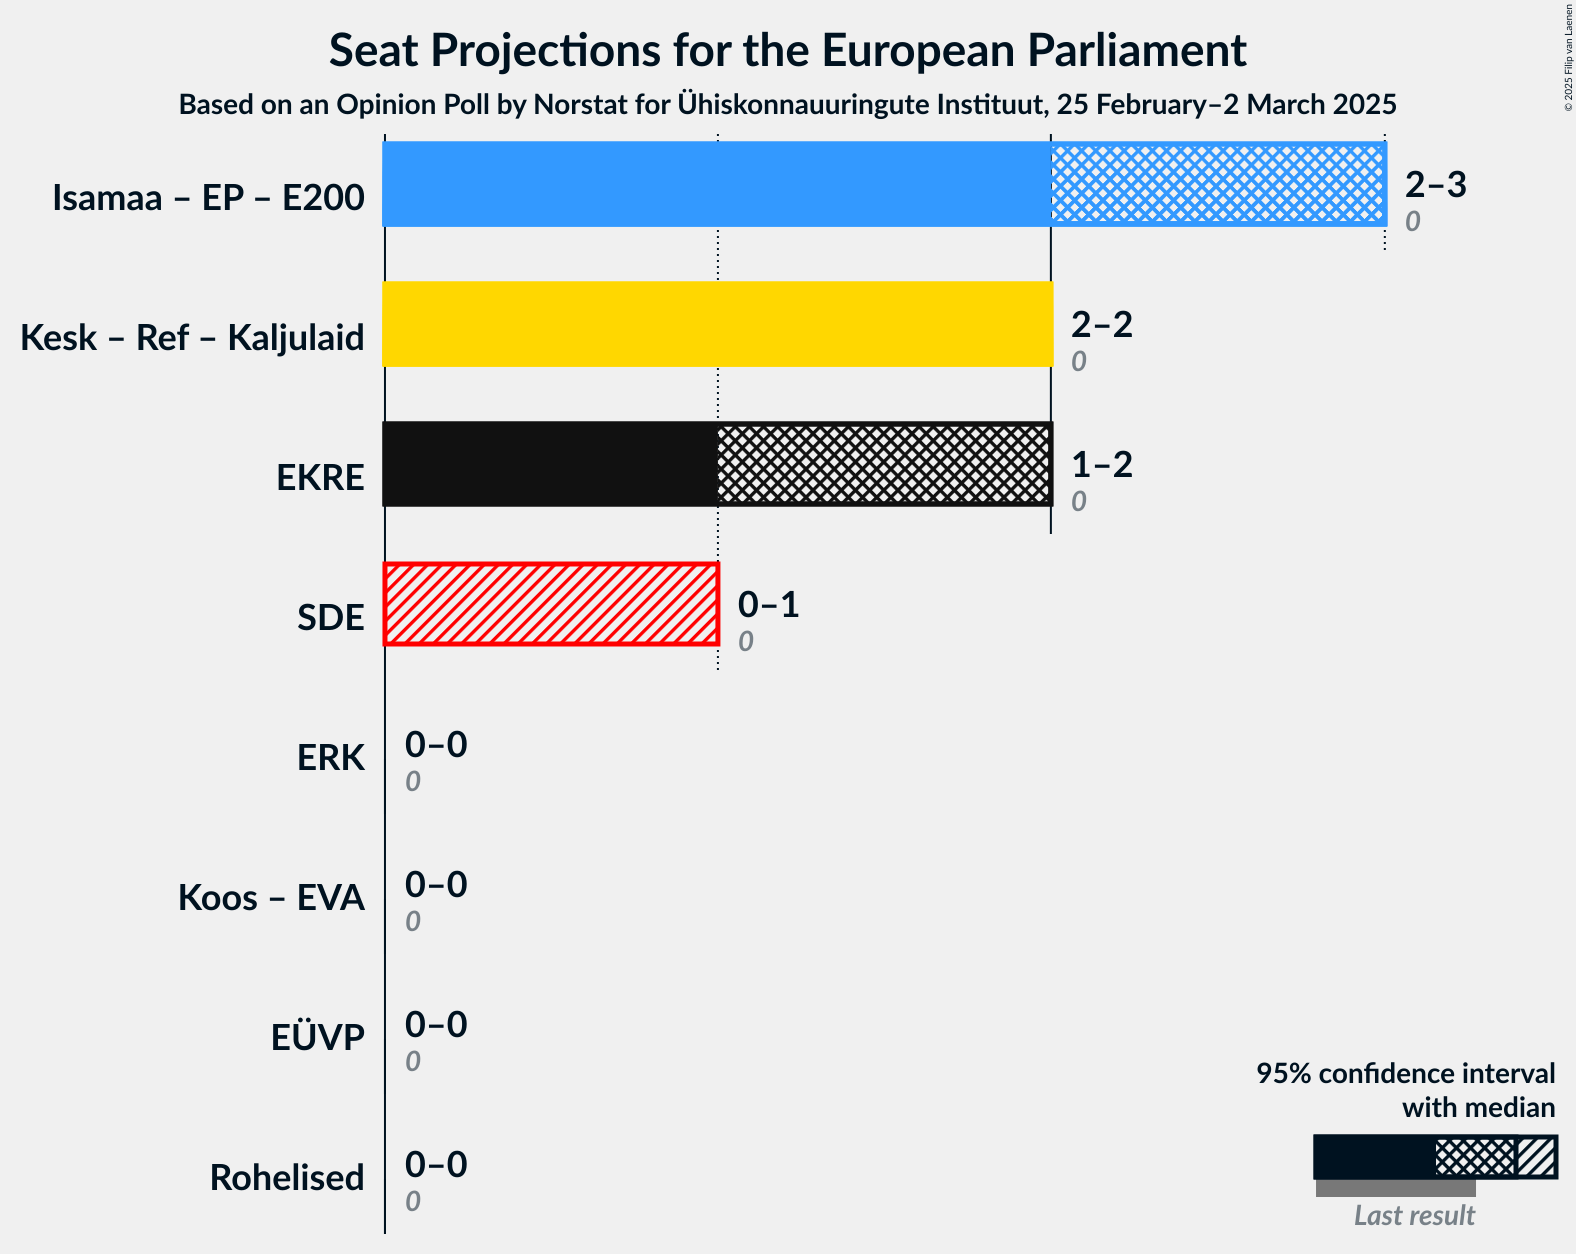 Seat Projections for the European Parliament
Based on an Opinion Poll by Norstat for Ühiskonnauuringute Instituut, 25 February–2 March 2025
© 2025 Filip van Laenen
Isamaa – EP – E200
2–3
0
Kesk – Ref – Kaljulaid
2–2
0
EKRE
1–2
0
SDE
0–1
0
ERK
0–0
0
Koos – EVA
0–0
0
EÜVP
0–0
0
Rohelised
0–0
0
95% confidence interval
with median
Last result